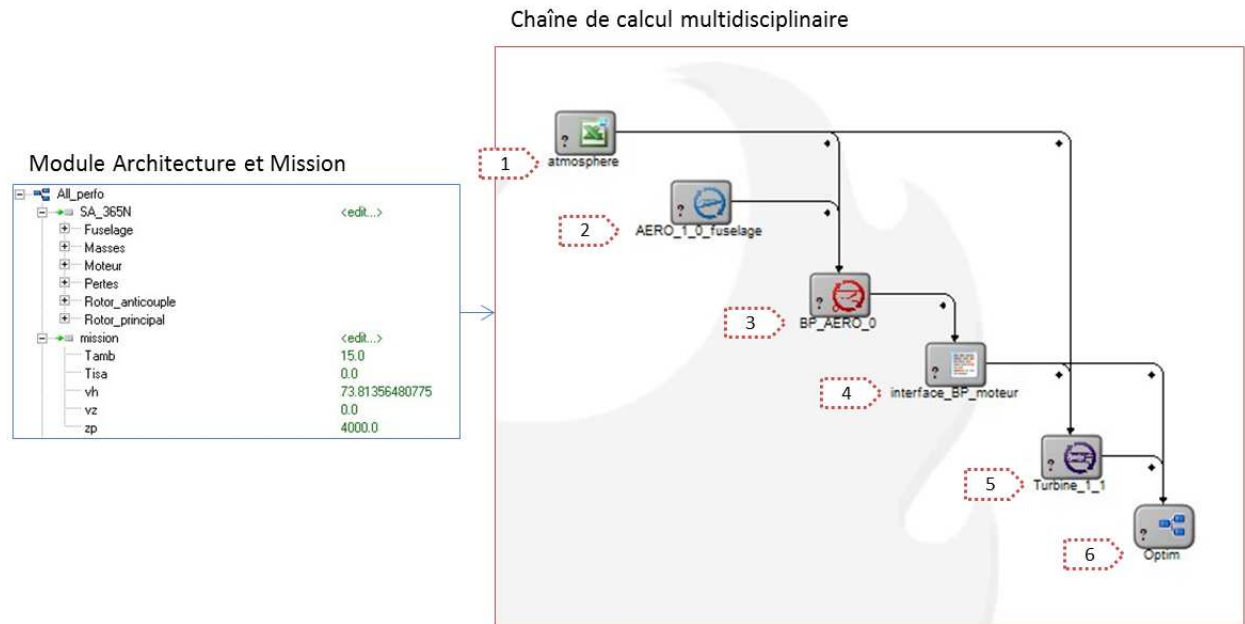 Chaîne de calcul multidisciplinaire
Module Architecture et Mission
All_perfo
SA_365N <edit...>
Fuselage
Masses
Moteur
Pertes
Rotor_anticouple
Rotor_principal
mission <edit...>
Tamb 15.0
Tisa 0.0
vh 73.81356480775
vz 0.0
zp 4000.0
1
? atmosphere
2
? AERO_1_0_fuselage
3
? BP_AERO_0
4
? interface_BP_moteur
5
? Turbine_1_1
6
? Optim